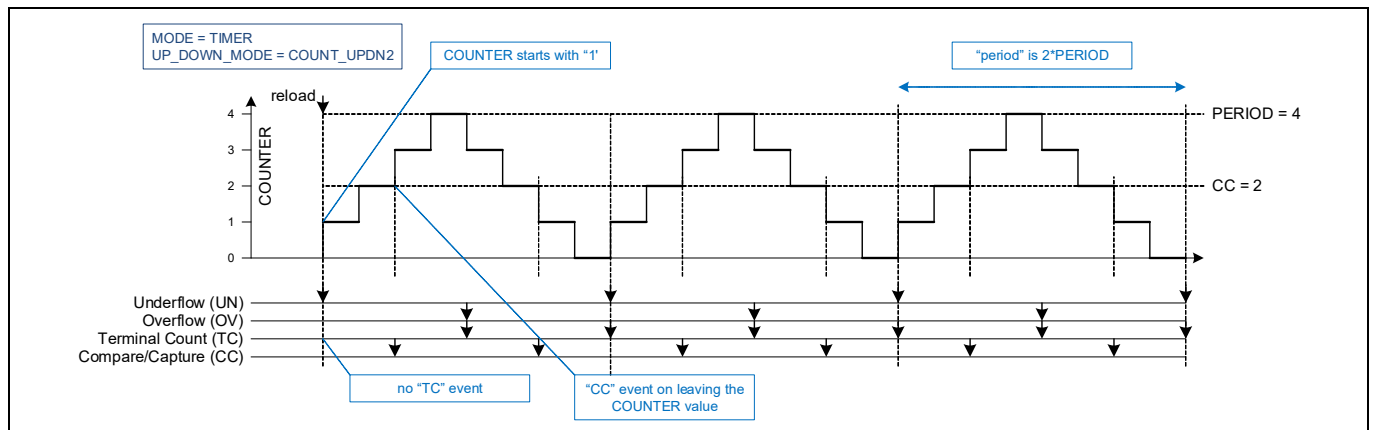 MODE = TIMER
UP_DOWN_MODE = COUNT_UPDN2
COUNTER starts with “1'
“period” is 2*PERIOD
reload
COUNTER
4
3
2
1
0
PERIOD = 4
CC = 2
Underflow (UN)
Overflow (OV)
Terminal Count (TC)
Compare/Capture (CC)
no “TC” event
“CC” event on leaving the
COUNTER value